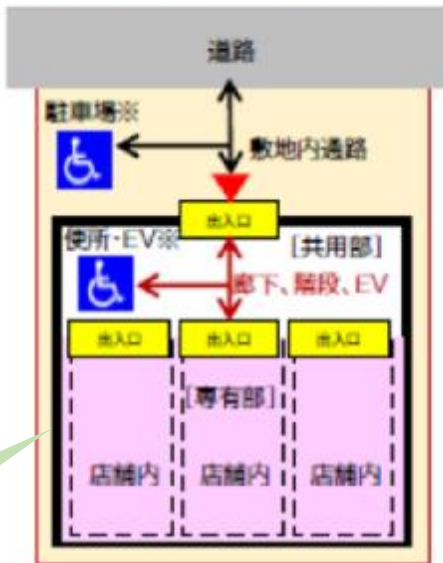 道路
駐車場※
敷地内通路
出入口
便所・EV※
[共用部]
廊下、階段、EV
出入口
出入口
出入口
[専有部]
店舗内
店舗内
店舗内